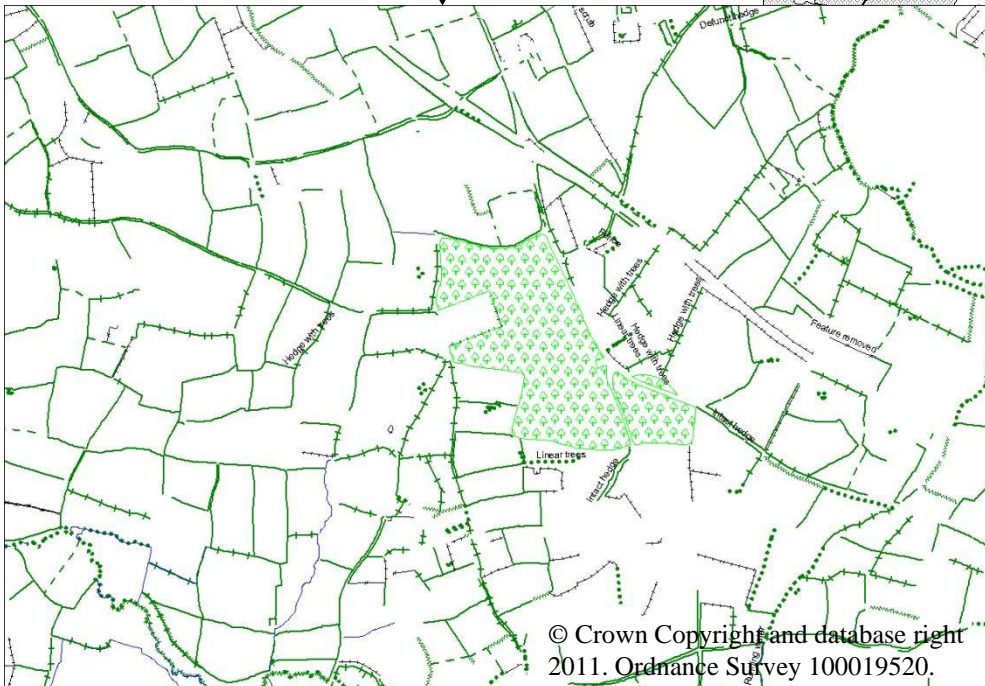 scrub
Defunct hedge
Hedge with trees
Hedge with trees
Linear trees
Hedge with trees
Hedge with trees
Feature removed
Intact hedge
Linear trees
Intact hedge
© Crown Copyright and database right
2011. Ordnance Survey 100019520.